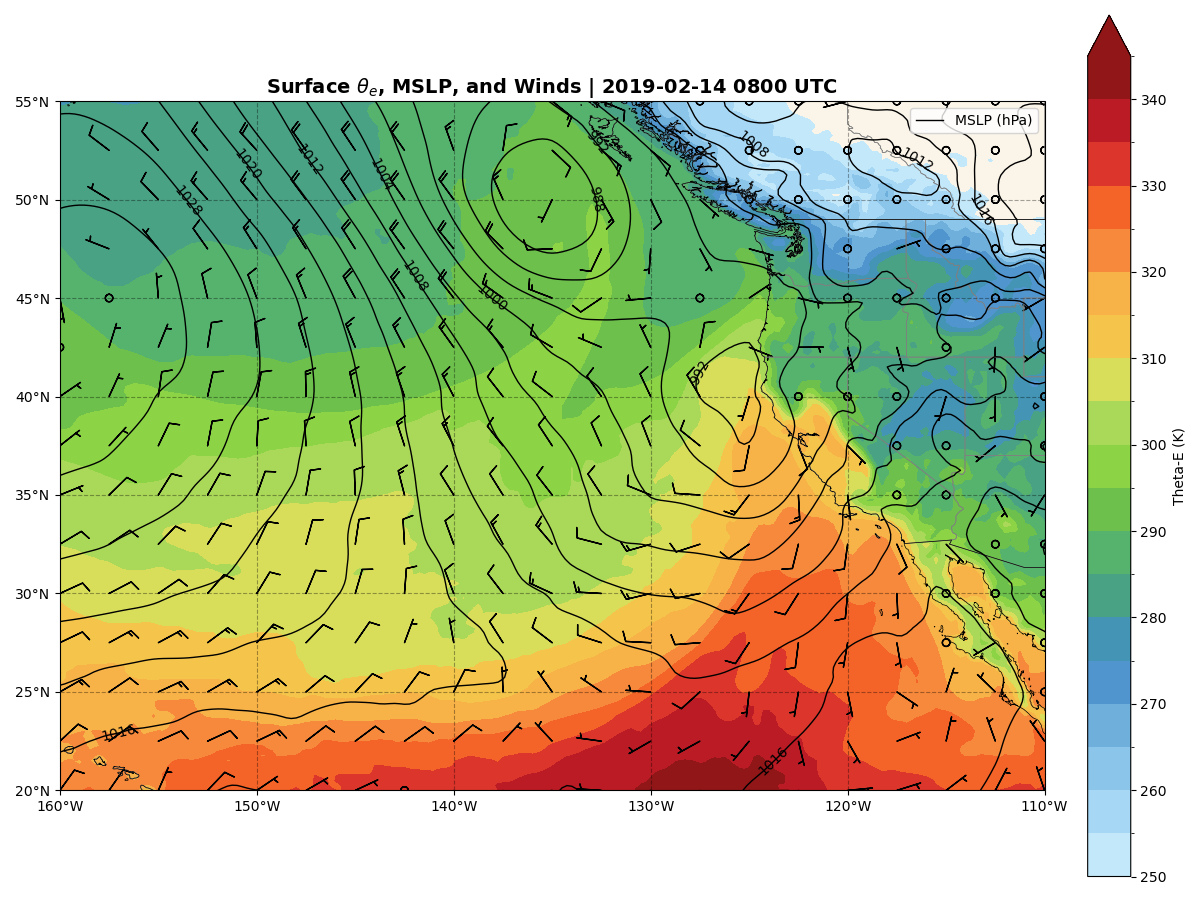 Surface θe, MSLP, and Winds | 2019-02-14 0800 UTC
MSLP (hPa)
55°N
50°N
45°N
40°N
35°N
30°N
25°N
20°N
160°W
150°W
140°W
130°W
120°W
110°W
1020
1012
1004
1028
1008
1000
992
988
1008
1012
1016
992
1016
1016
340
330
320
310
300
290
280
270
260
250
Theta-E (K)